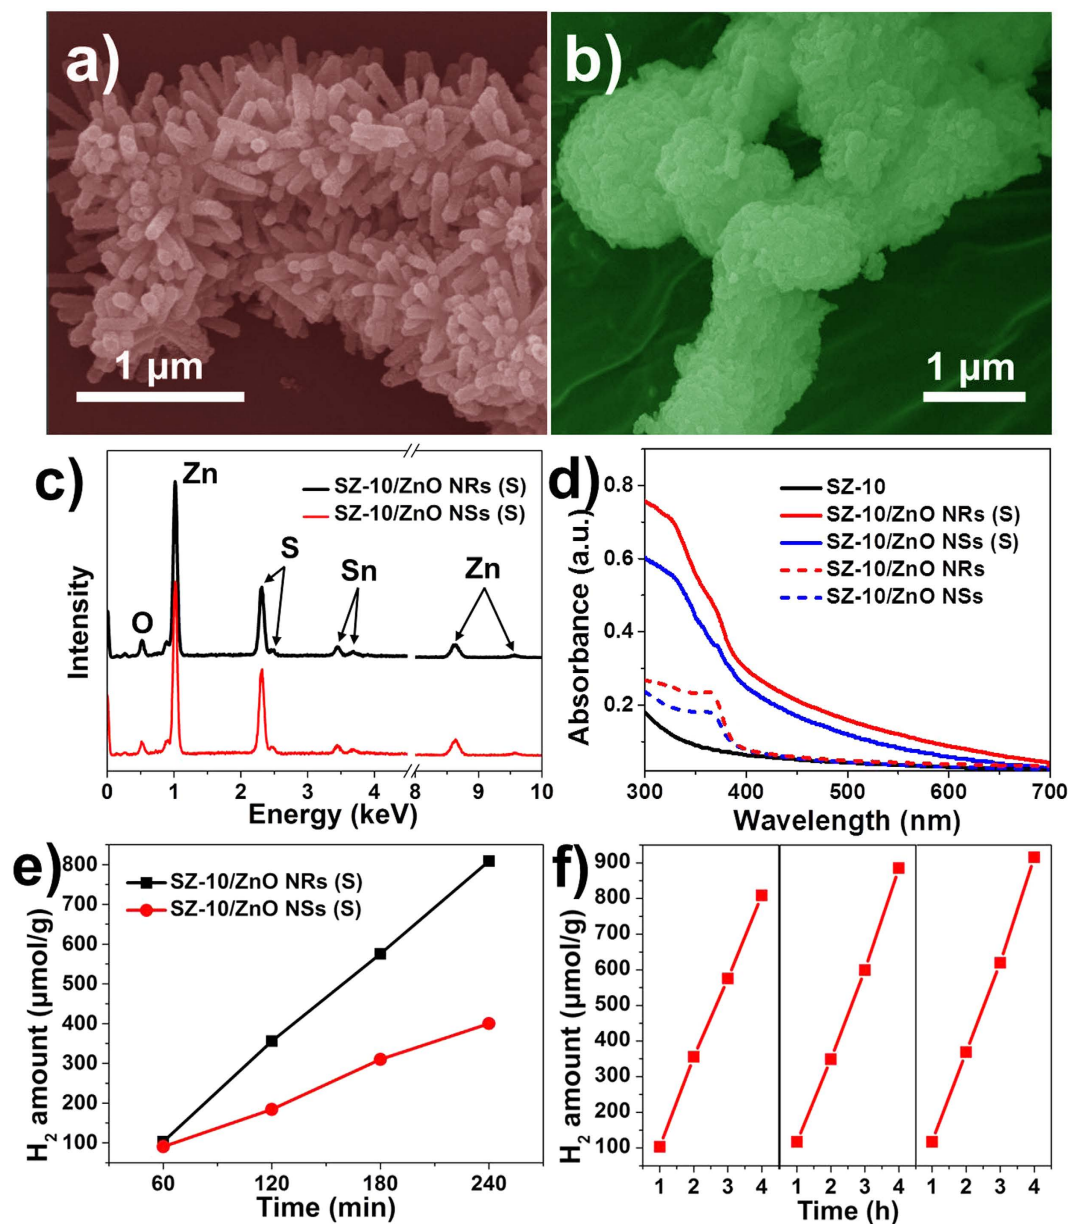 a)
1 μm
b)
1 μm
c)
Zn
SZ-10/ZnO NRs (S)
SZ-10/ZnO NSs (S)
O
S
Sn
Zn
Intensity
0 1 2 3 4 8 9 10
Energy (keV)
d)
0.8
0.6
0.4
0.2
SZ-10
SZ-10/ZnO NRs (S)
SZ-10/ZnO NSs (S)
SZ-10/ZnO NRs
SZ-10/ZnO NSs
Absorbance (a.u.)
300 400 500 600 700
Wavelength (nm)
e)
800
700
600
500
400
300
200
100
SZ-10/ZnO NRs (S)
SZ-10/ZnO NSs (S)
H2 amount (μmol/g)
60 120 180 240
Time (min)
f)
900
800
700
600
500
400
300
200
100
H2 amount (μmol/g)
1 2 3 4 1 2 3 4 1 2 3 4
Time (h)